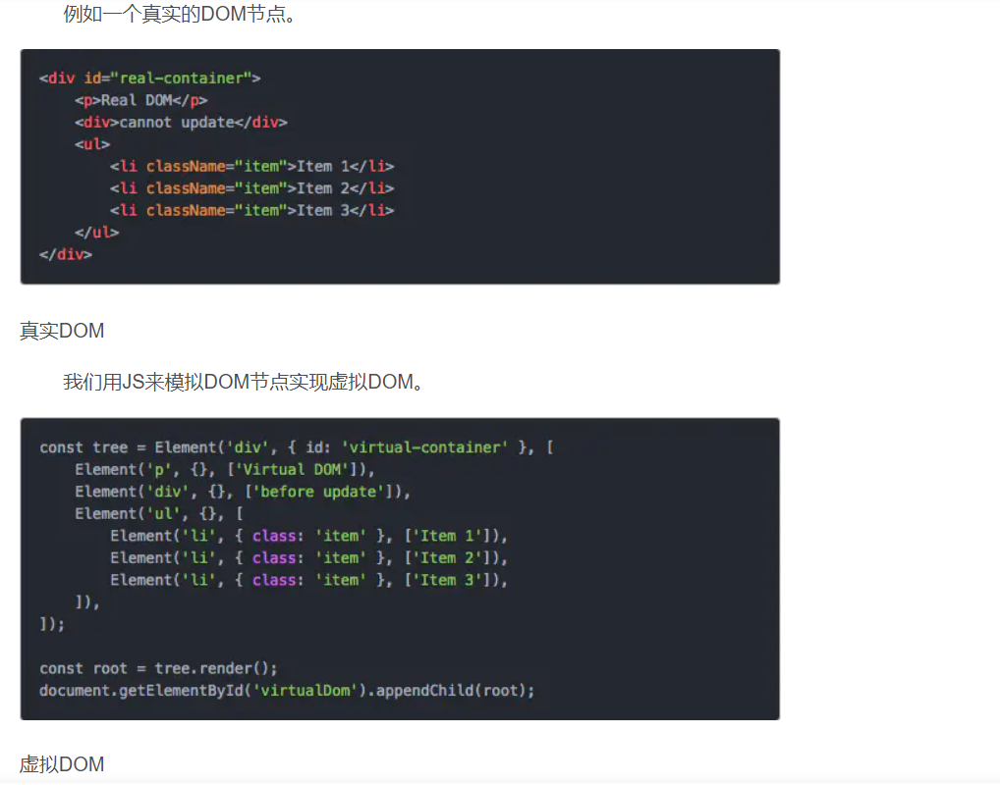 例如一个真实的DOM节点。
<div id="real-container">
    <p>Real DOM</p>
    <div>cannot update</div>
    <ul>
        <li className="item">Item 1</li>
        <li className="item">Item 2</li>
        <li className="item">Item 3</li>
    </ul>
</div>
真实DOM
我们用JS来模拟DOM节点实现虚拟DOM。
const tree = Element('div', { id: 'virtual-container' }, [
    Element('p', {}, ['Virtual DOM']),
    Element('div', {}, ['before update']),
    Element('ul', {}, [
        Element('li', { class: 'item' }, ['Item 1']),
        Element('li', { class: 'item' }, ['Item 2']),
        Element('li', { class: 'item' }, ['Item 3']),
    ]),
]);
const root = tree.render();
document.getElementById('virtualDom').appendChild(root);
虚拟DOM